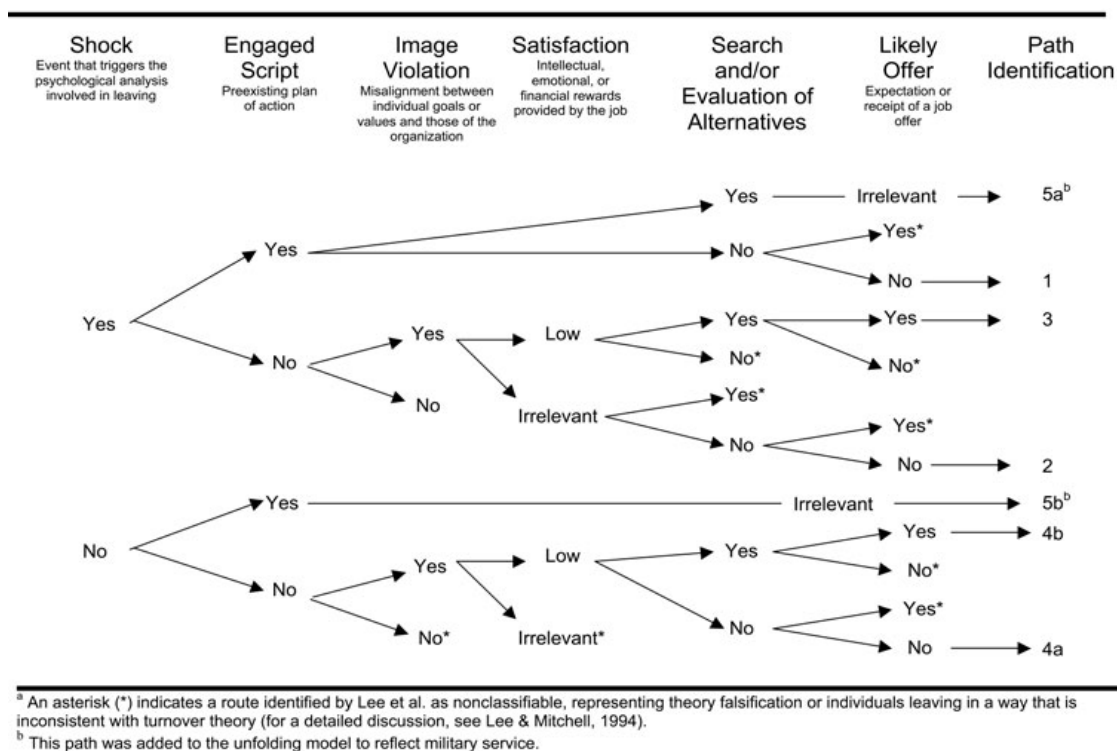 Shock
Event that triggers the
psychological analysis
involved in leaving
Engaged
Script
Preexisting plan
of action
Image
Violation
Misalignment between
individual goals or
values and those of the
organization
Satisfaction
Intellectual,
emotional, or
financial rewards
provided by the job
Search
and/or
Evaluation of
Alternatives
Likely
Offer
Expectation or
receipt of a job
offer
Path
Identification
Yes
Irrelevant
5aᵇ
Yes*
Yes
No
No
1
Yes
Yes
Low
Yes
Yes
3
No
No*
No*
No
Irrelevant
Yes*
Yes*
No
No
2
Yes
Irrelevant
5bᵇ
No
Yes
Low
Yes
Yes
4b
No*
No
Yes*
No*
Irrelevant*
No
No
4a
ᵃ An asterisk (*) indicates a route identified by Lee et al. as nonclassifiable, representing theory falsification or individuals leaving in a way that is
inconsistent with turnover theory (for a detailed discussion, see Lee & Mitchell, 1994).
ᵇ This path was added to the unfolding model to reflect military service.